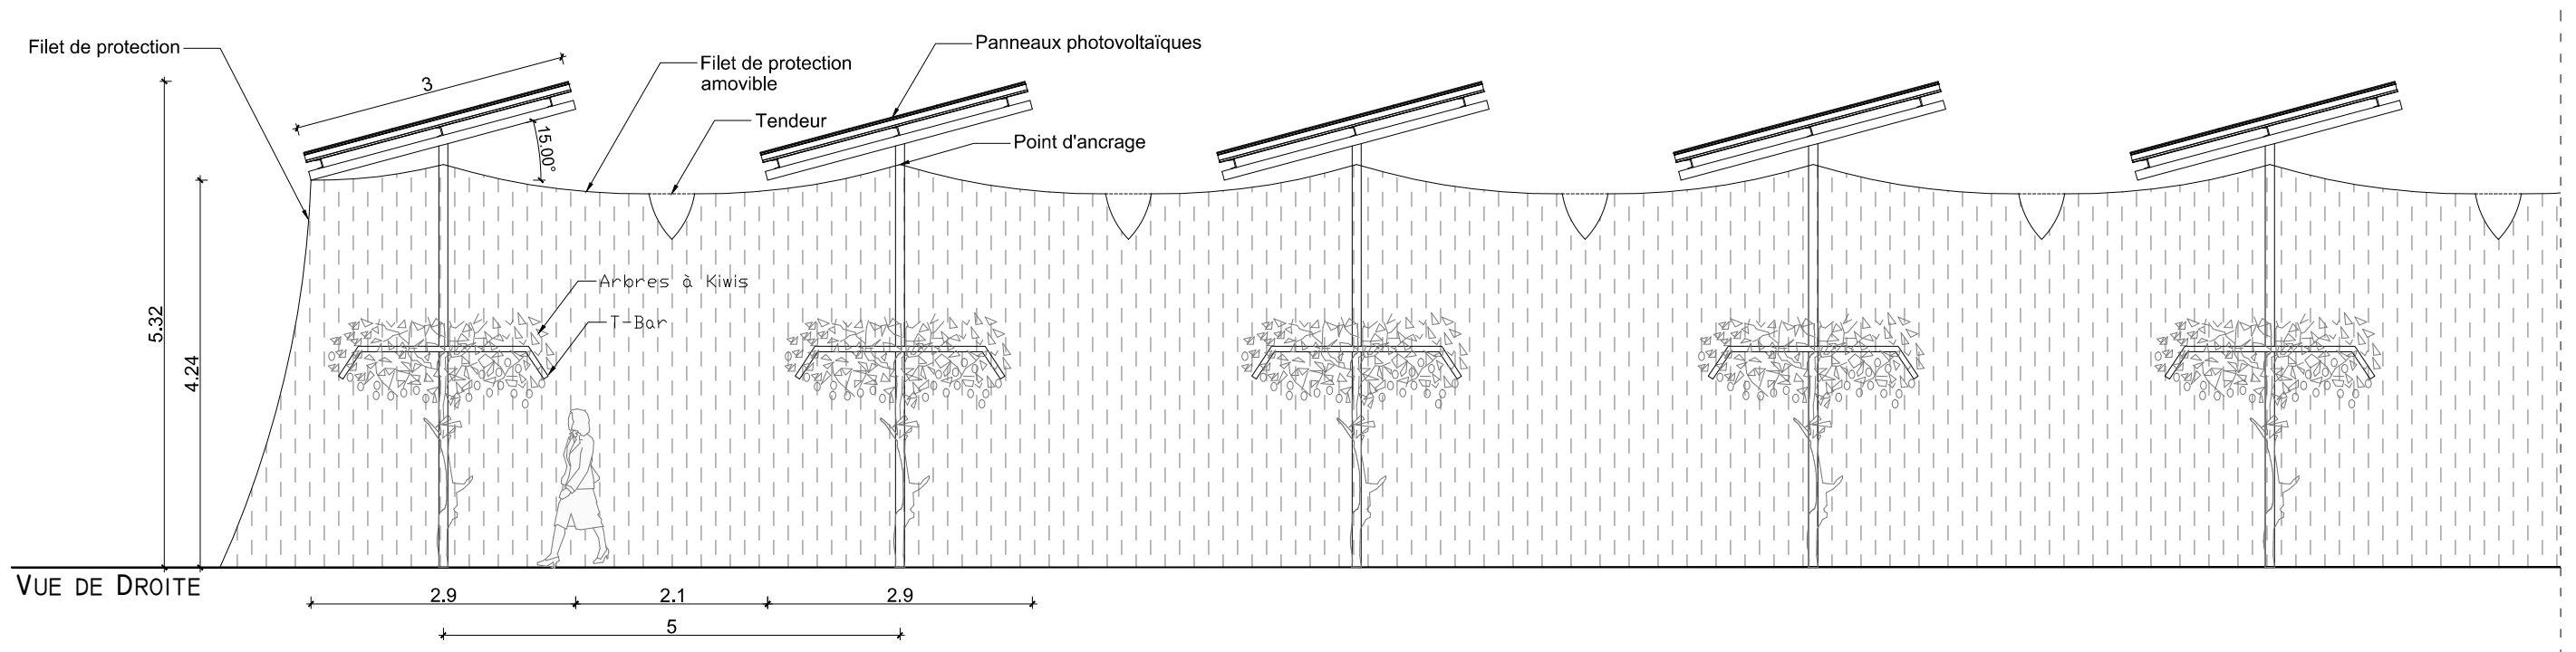 Filet de protection
3
Filet de protection
amovible
Panneaux photovoltaïques
Tendeur
Point d'ancrage
15.00°
5.32
4.24
Arbres à Kiwis
T-Bar
VUE DE DROITE
2.9
2.1
2.9
5